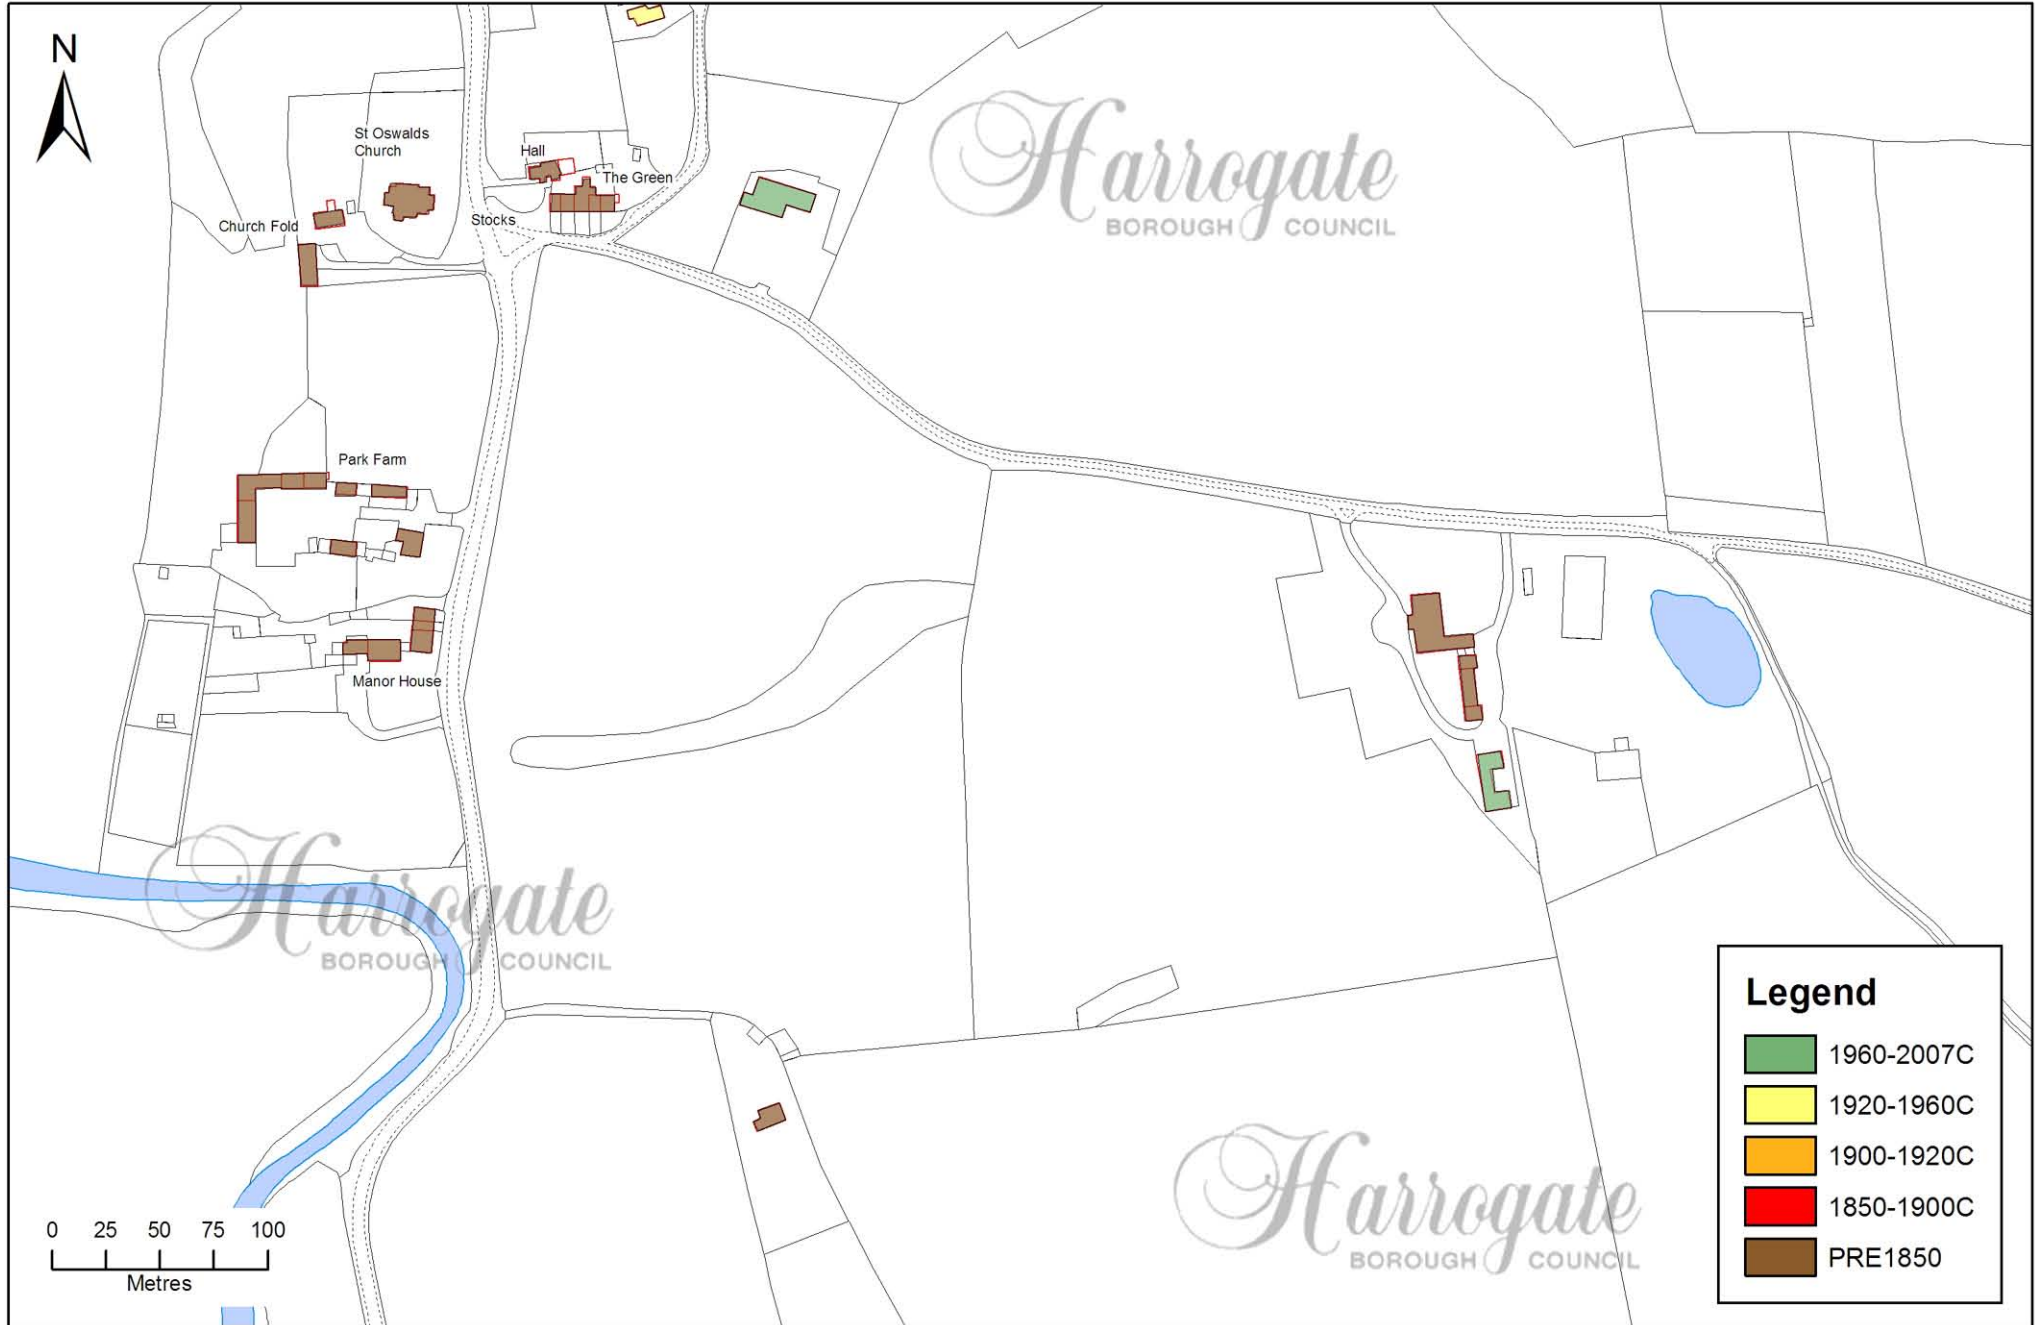 N
St Oswalds
Church
Hall
The Green
Church Fold
Stocks
Harrogate
BOROUGH COUNCIL
Park Farm
Manor House
Harrogate
BOROUGH COUNCIL
Harrogate
BOROUGH COUNCIL
0 25 50 75 100
Metres
Legend
1960-2007C
1920-1960C
1900-1920C
1850-1900C
PRE1850